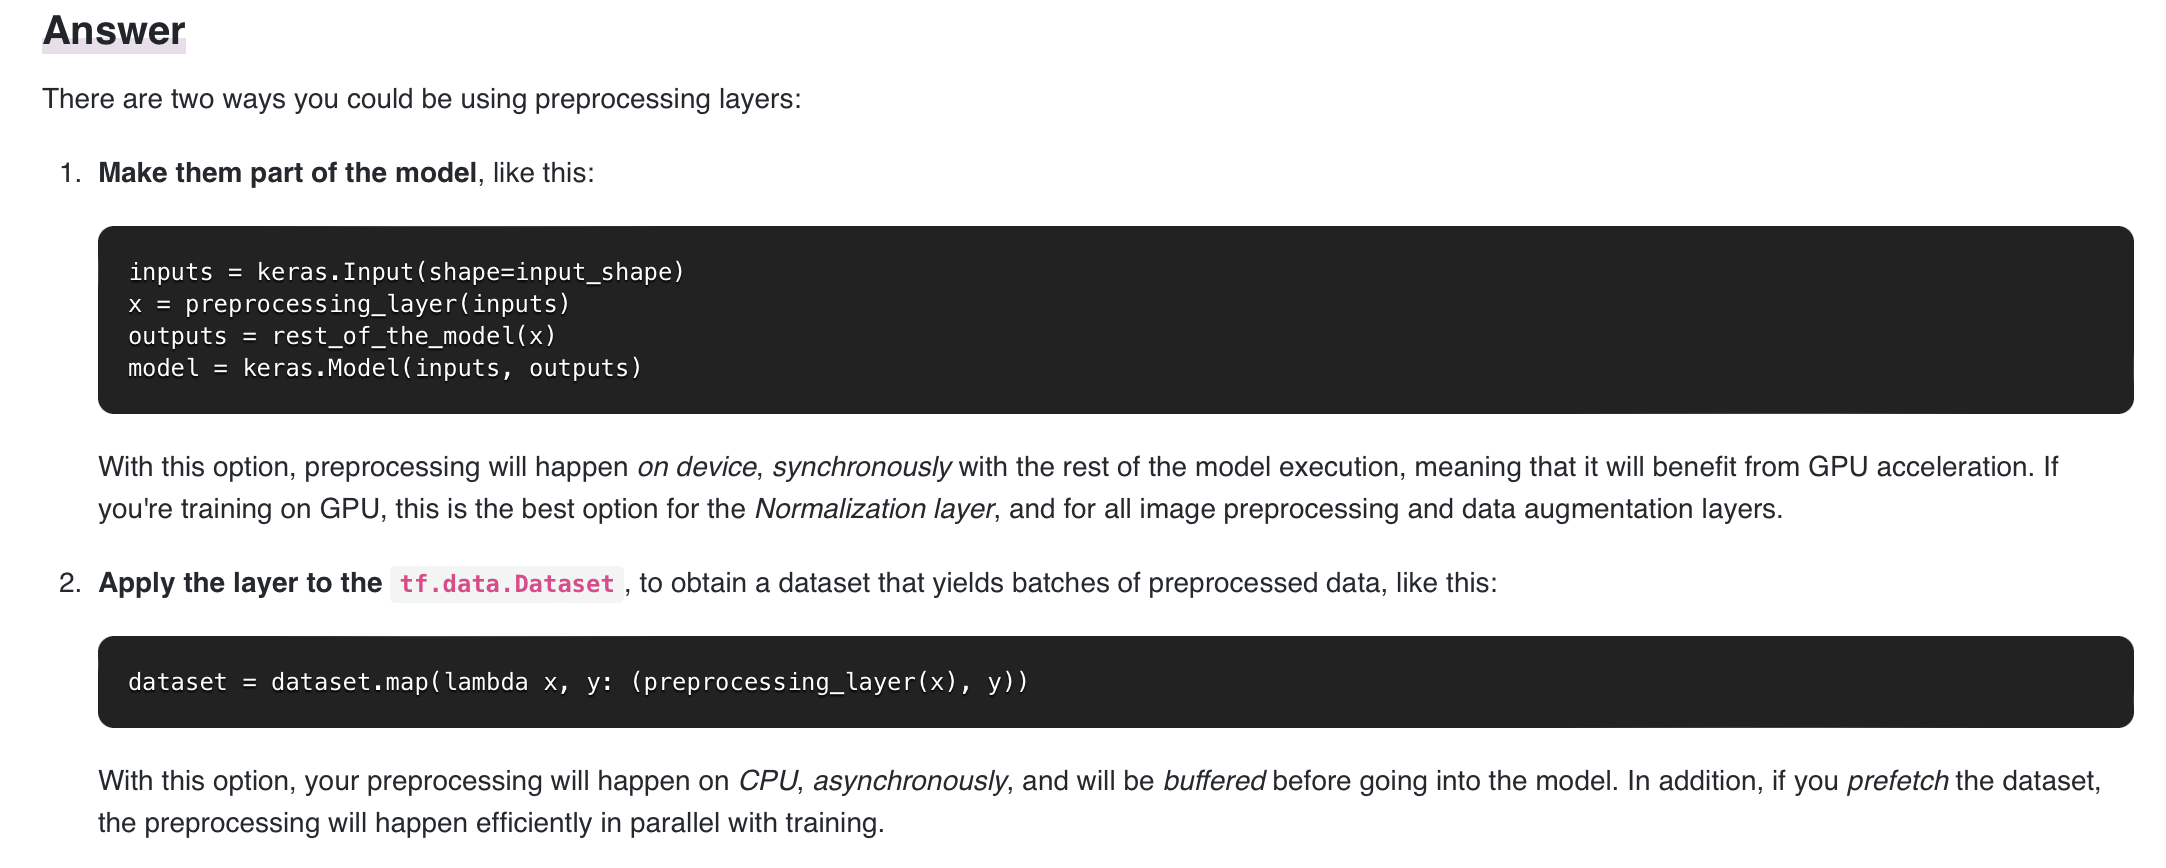 Answer
There are two ways you could be using preprocessing layers:
1. Make them part of the model, like this:
inputs = keras.Input(shape=input_shape)
x = preprocessing_layer(inputs)
outputs = rest_of_the_model(x)
model = keras.Model(inputs, outputs)
With this option, preprocessing will happen on device, synchronously with the rest of the model execution, meaning that it will benefit from GPU acceleration. If
you're training on GPU, this is the best option for the Normalization layer, and for all image preprocessing and data augmentation layers.
2. Apply the layer to the tf.data.Dataset, to obtain a dataset that yields batches of preprocessed data, like this:
dataset = dataset.map(lambda x, y: (preprocessing_layer(x), y))
With this option, your preprocessing will happen on CPU, asynchronously, and will be buffered before going into the model. In addition, if you prefetch the dataset,
the preprocessing will happen efficiently in parallel with training.